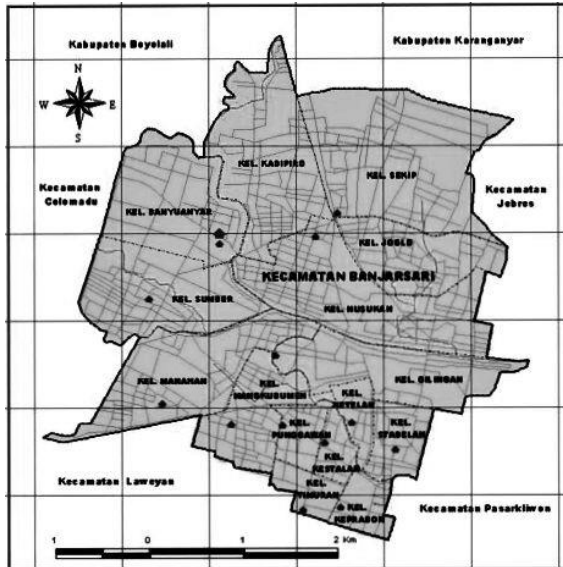 Kabupaten Boyolali
Kabupaten Karanganyar
N
W E
S
KEL. KADIPIRO
KEL. SEKIP
Kecamatan
Colomadu
Kecamatan
Jebres
KEL. BANYUANYAR
KEL. JOGLO
KECAMATAN BANJARSARI
KEL. SUMBER
KEL. NUSUKAN
KEL. MANAHAN
KEL.
MANGKUBUMEN
KEL. GILINGAN
KEL.
KETELAN
KEL.
PUNGGAWAN
KEL.
STABELAN
KEL.
KESTALAN
KEL.
TIMURAN
KEL.
KEPRABON
Kecamatan Laweyan
Kecamatan Pasarkliwon
1 0 1 2 Km